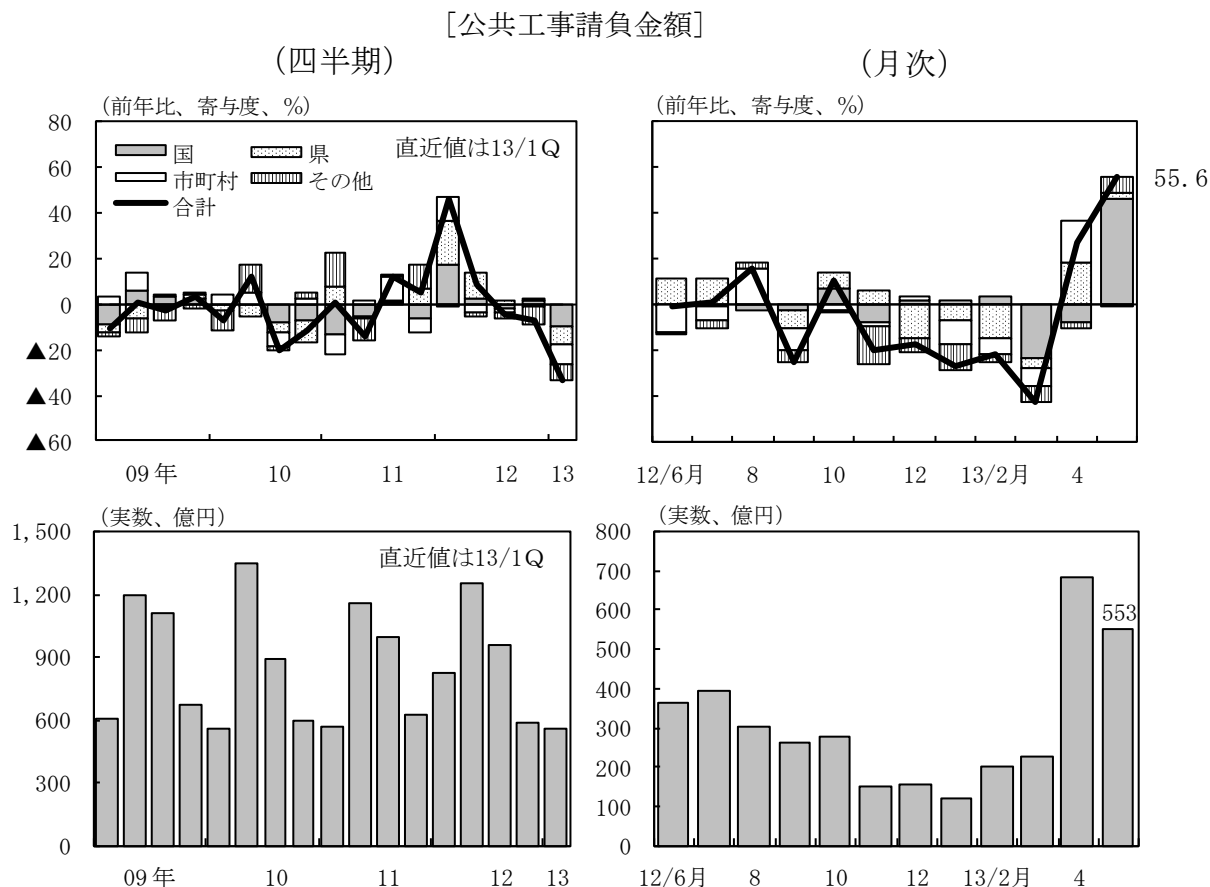 ［公共工事請負金額］
（四半期）
（月次）
（前年比、寄与度、％）
80
60
40
20
0
▲20
▲40
▲60
直近値は13/1Q
国
県
市町村
その他
合計
09年 10 11 12 13
（前年比、寄与度、％）
80
60
40
20
0
55.6
12/6月 8 10 12 13/2月 4
（実数、億円）
1,500
1,200
900
600
300
0
直近値は13/1Q
09年 10 11 12 13
（実数、億円）
800
700
600
500
400
300
200
100
0
553
12/6月 8 10 12 13/2月 4